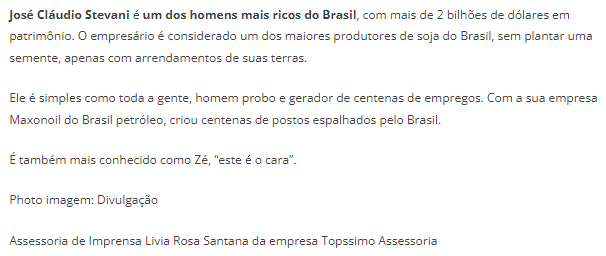 José Cláudio Stevani é um dos homens mais ricos do Brasil, com mais de 2 bilhões de dólares em
patrimônio. O empresário é considerado um dos maiores produtores de soja do Brasil, sem plantar uma
semente, apenas com arrendamentos de suas terras.
Ele é simples como toda a gente, homem probo e gerador de centenas de empregos. Com a sua empresa
Maxonoil do Brasil petróleo, criou centenas de postos espalhados pelo Brasil.
É também mais conhecido como Zé, “este é o cara”.
Photo imagem: Divulgação
Assessoria de Imprensa Livia Rosa Santana da empresa Topssimo Assessoria